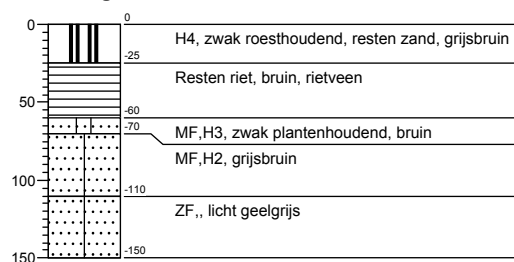 0
0
H4, zwak roesthoudend, resten zand, grijsbruin
-25
Resten riet, bruin, rietveen
50
-60
-70
MF,H3, zwak plantenhoudend, bruin
MF,H2, grijsbruin
100
-110
ZF,, licht geelgrijs
150
-150